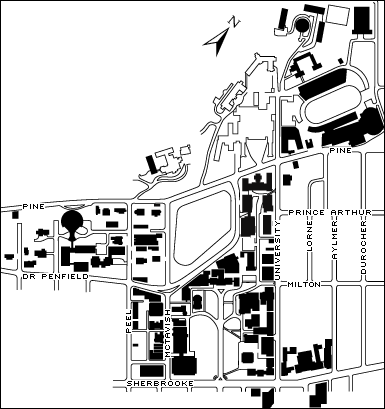 N
PINE
PINE
PRINCE ARTHUR
UNIVERSITY
LORNE
AYLMER
DUROCHER
DR PENFIELD
MILTON
PEEL
MCTAVISH
SHERBROOKE